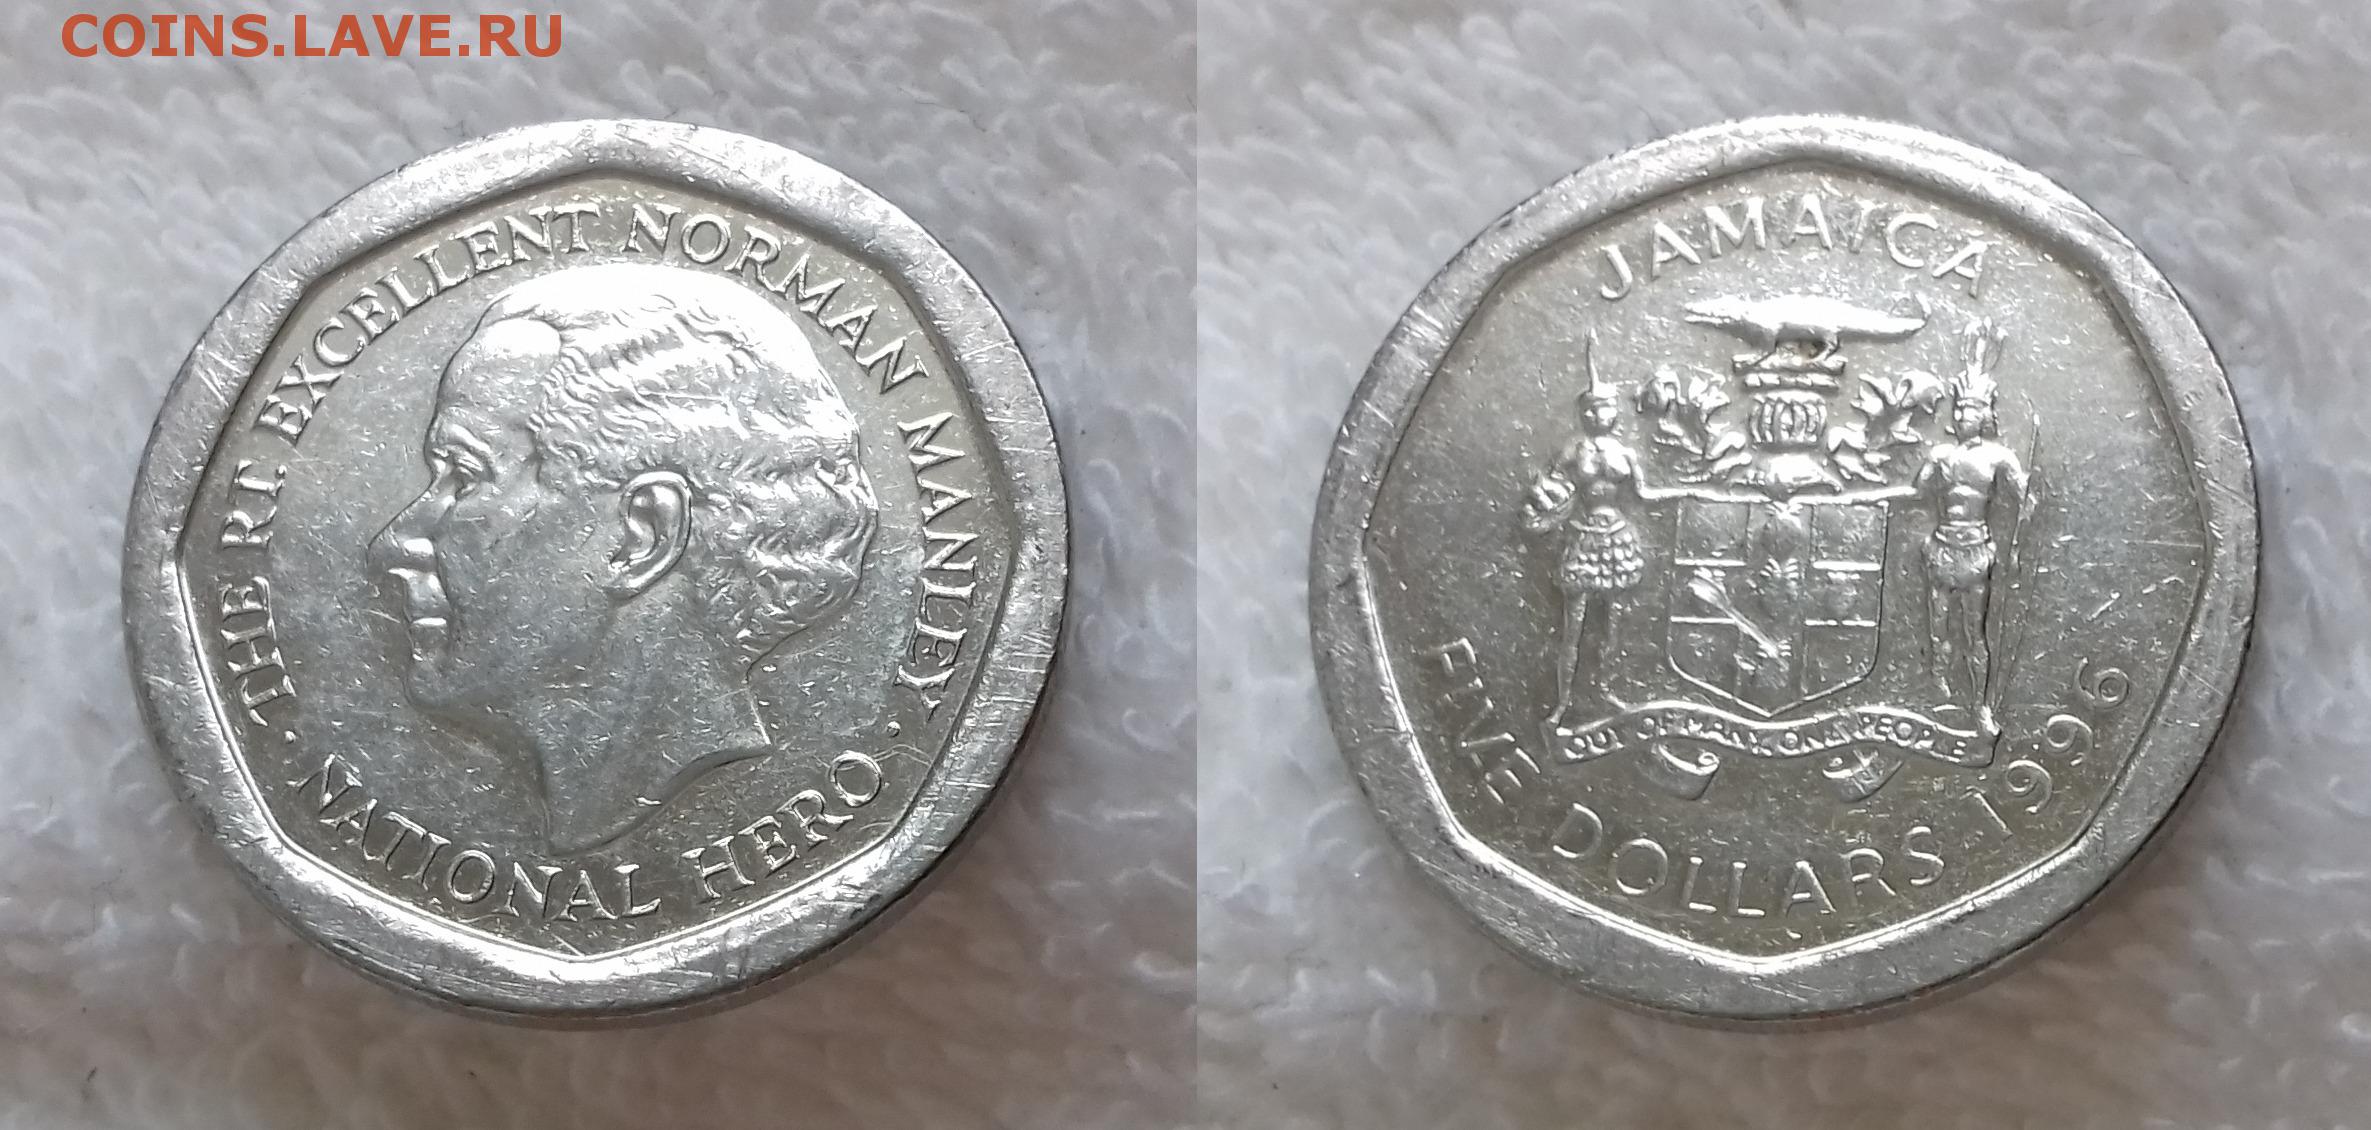 COINS.LAVE.RU
THE RT. EXCELLENT NORMAN MANLEY
· NATIONAL HERO ·
JAMAICA
OUT OF MANY, ONE PEOPLE
FIVE DOLLARS 1996